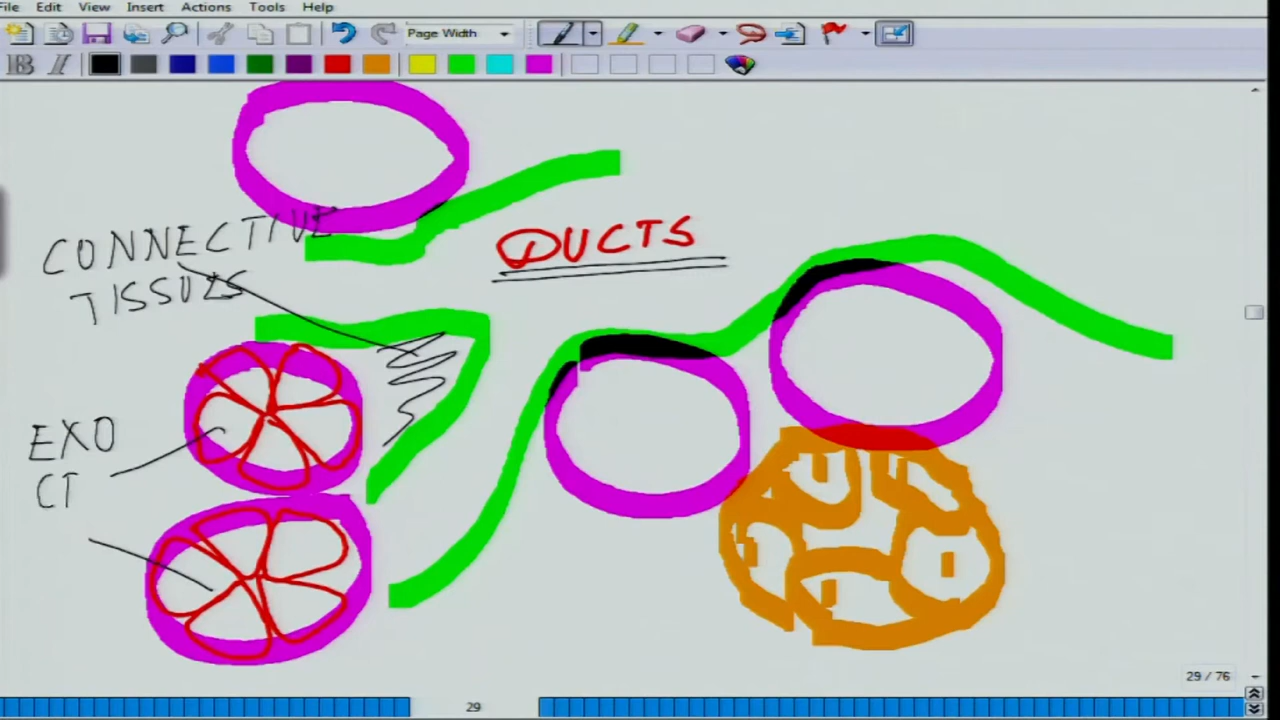 File Edit View Insert Actions Tools Help
Page Width
B I
CONNECTIVE
TISSUES
DUCTS
EXO
CT
29 / 76
29